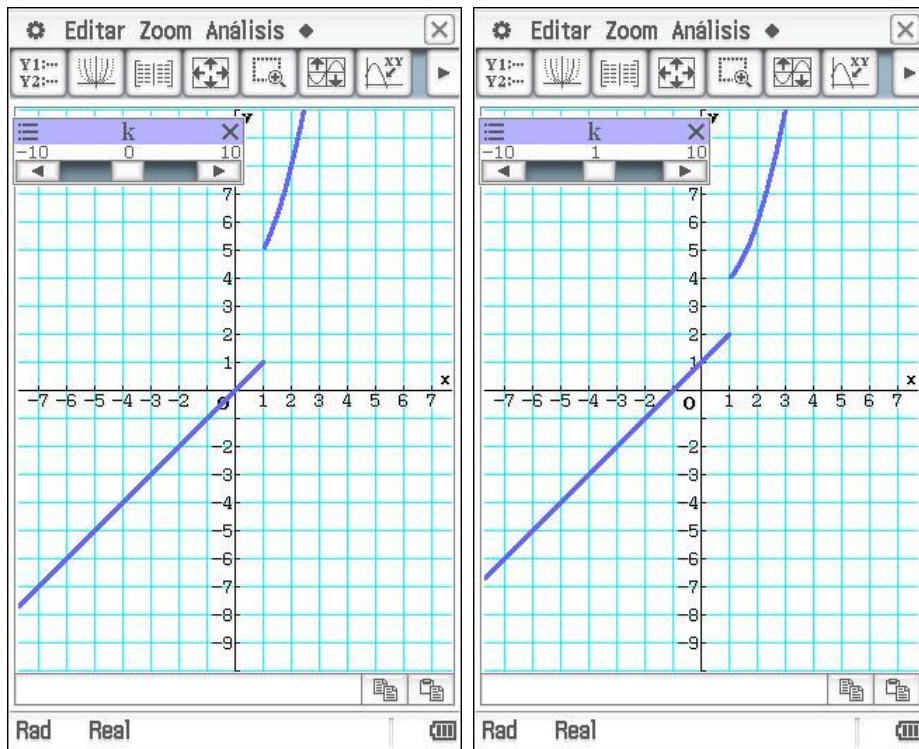 Editar Zoom Análisis
Y1:···
Y2:···
XY
y
k
-10 0 10
7
6
5
4
3
2
1
x
-7 -6 -5 -4 -3 -2
O
1 2 3 4 5 6 7
-2
-3
-4
-5
-6
-7
-8
-9
Rad Real
Editar Zoom Análisis
Y1:···
Y2:···
XY
y
k
-10 1 10
7
6
5
4
3
2
1
x
-7 -6 -5 -4 -3 -2
O
1 2 3 4 5 6 7
-2
-3
-4
-5
-6
-7
-8
-9
Rad Real